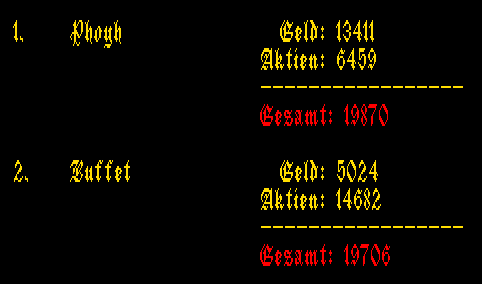 1. Phogh Geld: 13411
Aktien: 6459
-----------------
Gesamt: 19870
2. Buffet Geld: 5024
Aktien: 14682
-----------------
Gesamt: 19706